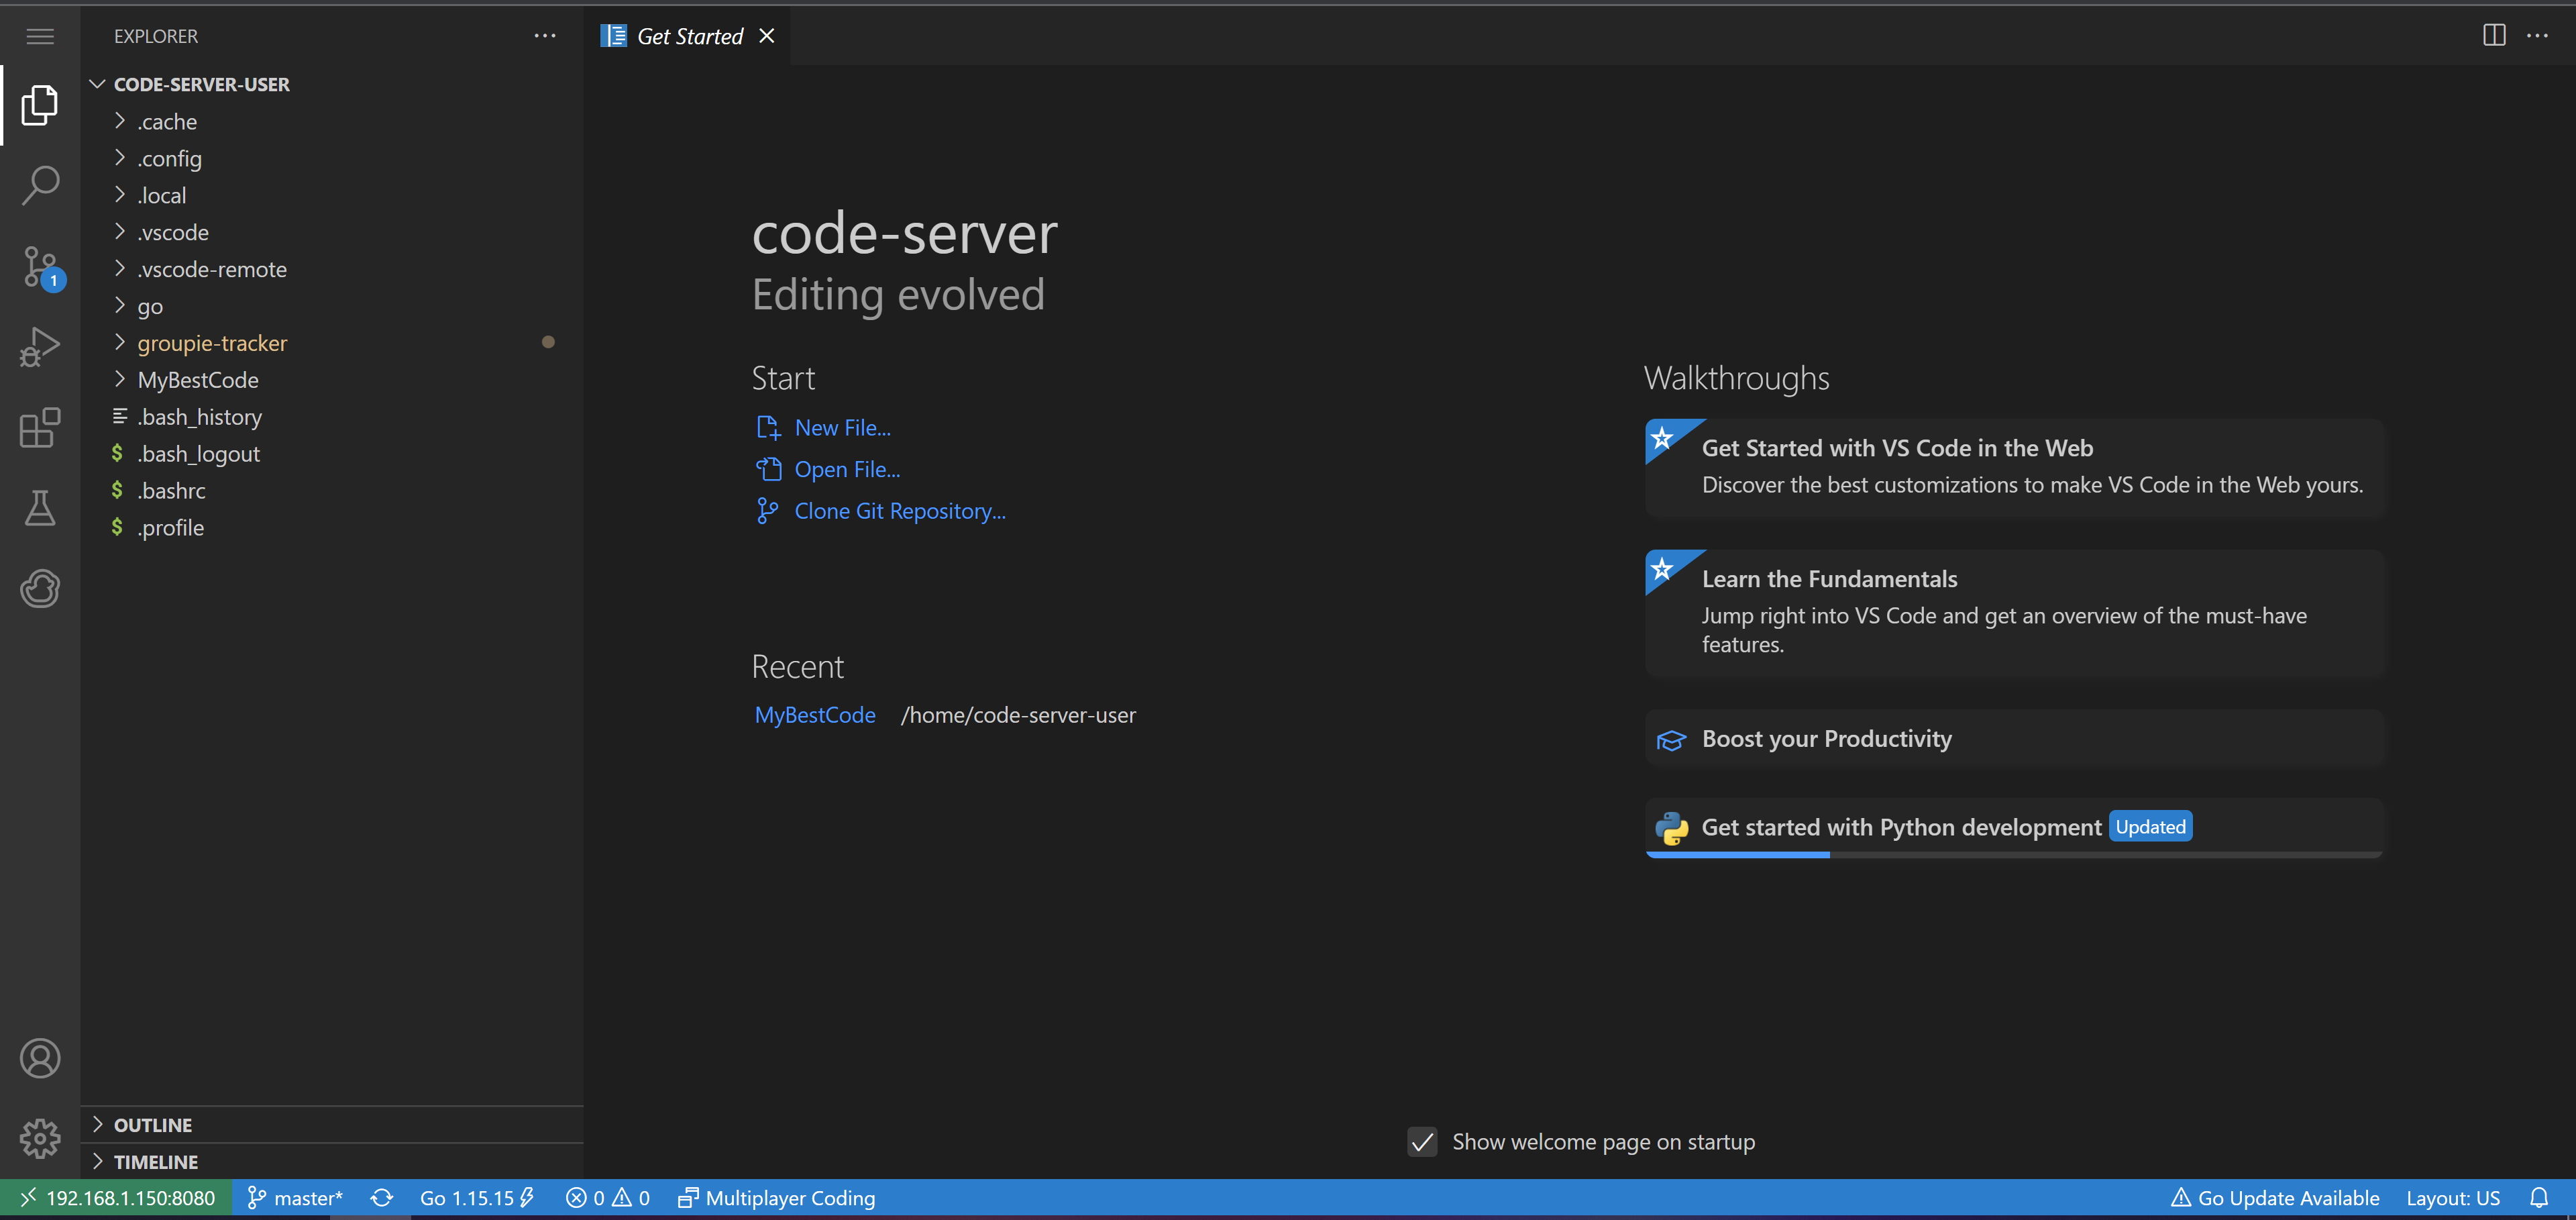 EXPLORER
Get Started
CODE-SERVER-USER
.cache
.config
.local
.vscode
.vscode-remote
1
go
groupie-tracker
MyBestCode
.bash_history
.bash_logout
.bashrc
.profile
OUTLINE
TIMELINE
code-server
Editing evolved
Start
New File...
Open File...
Clone Git Repository...
Recent
MyBestCode /home/code-server-user
Walkthroughs
Get Started with VS Code in the Web
Discover the best customizations to make VS Code in the Web yours.
Learn the Fundamentals
Jump right into VS Code and get an overview of the must-have
features.
Boost your Productivity
Get started with Python development Updated
Show welcome page on startup
192.168.1.150:8080 master* Go 1.15.15 0 0 Multiplayer Coding Go Update Available Layout: US